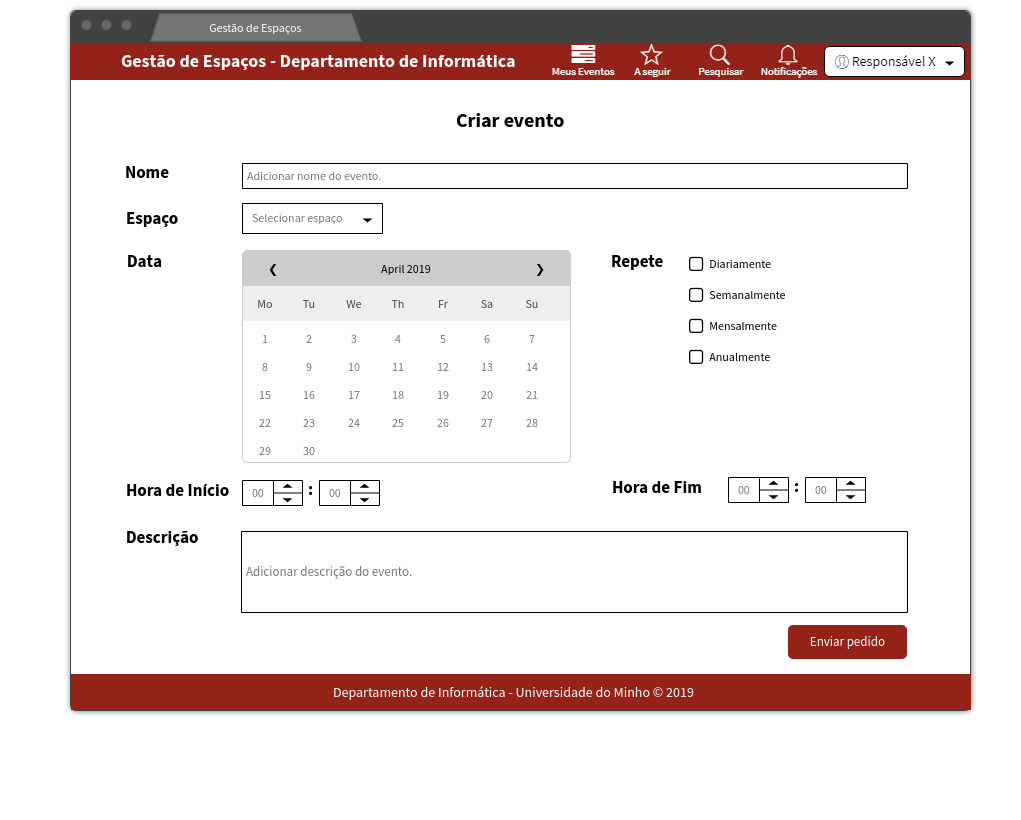 Gestão de Espaços
Gestão de Espaços - Departamento de Informática
Meus Eventos
A seguir
Pesquisar
Notificações
Responsável X
Criar evento
Nome
Adicionar nome do evento.
Espaço
Selecionar espaço
Data
April 2019
Mo Tu We Th Fr Sa Su
1 2 3 4 5 6 7
8 9 10 11 12 13 14
15 16 17 18 19 20 21
22 23 24 25 26 27 28
29 30
Repete
Diariamente
Semanalmente
Mensalmente
Anualmente
Hora de Início 00 : 00
Hora de Fim 00 : 00
Descrição
Adicionar descrição do evento.
Enviar pedido
Departamento de Informática - Universidade do Minho © 2019